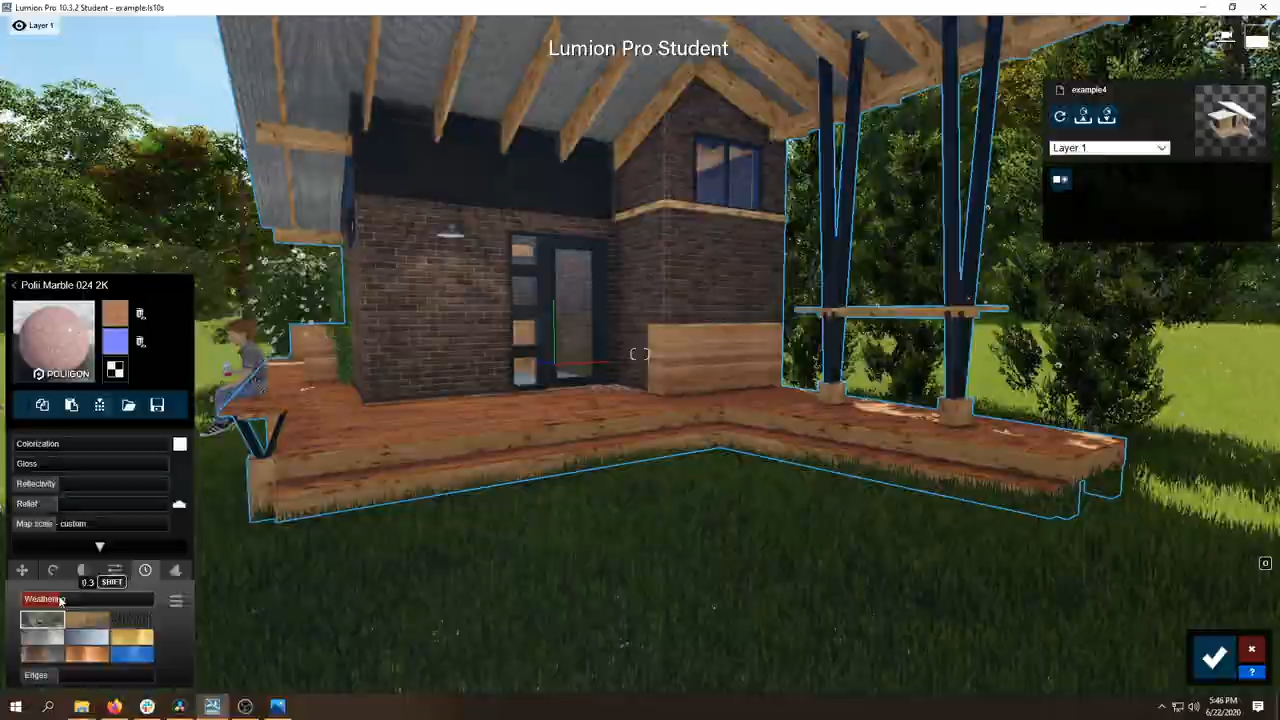 Lumion Pro 10.3.2 Student - example.ls10s
Layer 1
Lumion Pro Student
example4
Layer 1
Polii Marble 024 2K
POLIIGON
Colorization
Gloss
Reflectivity
Relief
Map scale - custom
0.3 SHIFT
Weathering
Edges
?
5:46 PM
6/22/2020